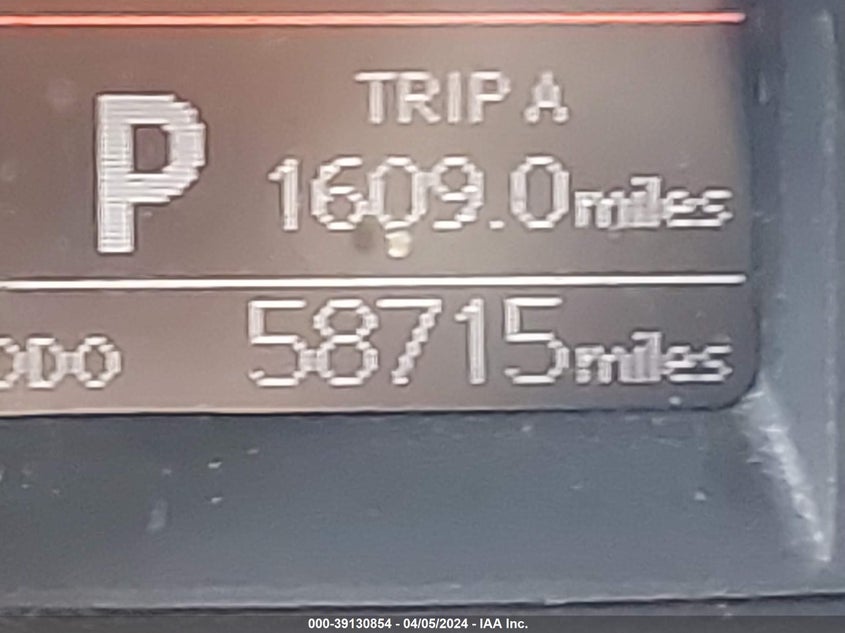 TRIP A
P
1609.0miles
ODO 58715miles
000-39130854 - 04/05/2024 - IAA Inc.